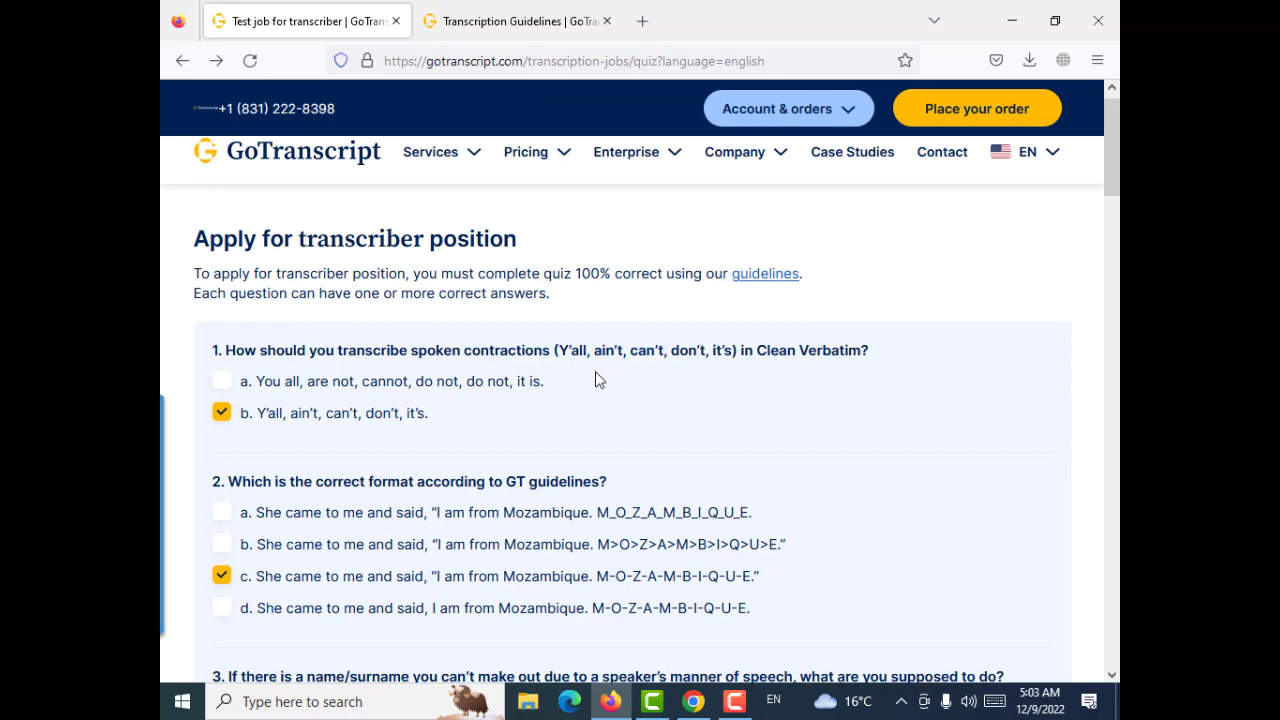 Test job for transcriber | GoTrans
Transcription Guidelines | GoTra
https://gotranscript.com/transcription-jobs/quiz?language=english
+1 (831) 222-8398
Account & orders
Place your order
GoTranscript
Services
Pricing
Enterprise
Company
Case Studies
Contact
EN
Apply for transcriber position
To apply for transcriber position, you must complete quiz 100% correct using our guidelines.
Each question can have one or more correct answers.
1. How should you transcribe spoken contractions (Y’all, ain’t, can’t, don’t, it’s) in Clean Verbatim?
a. You all, are not, cannot, do not, do not, it is.
b. Y’all, ain’t, can’t, don’t, it’s.
2. Which is the correct format according to GT guidelines?
a. She came to me and said, “I am from Mozambique. M_O_Z_A_M_B_I_Q_U_E.
b. She came to me and said, “I am from Mozambique. M>O>Z>A>M>B>I>Q>U>E.”
c. She came to me and said, “I am from Mozambique. M-O-Z-A-M-B-I-Q-U-E.”
d. She came to me and said, I am from Mozambique. M-O-Z-A-M-B-I-Q-U-E.
3. If there is a name/surname you can’t make out due to a speaker’s manner of speech, what are you supposed to do?
Type here to search
EN
16°C
5:03 AM
12/9/2022